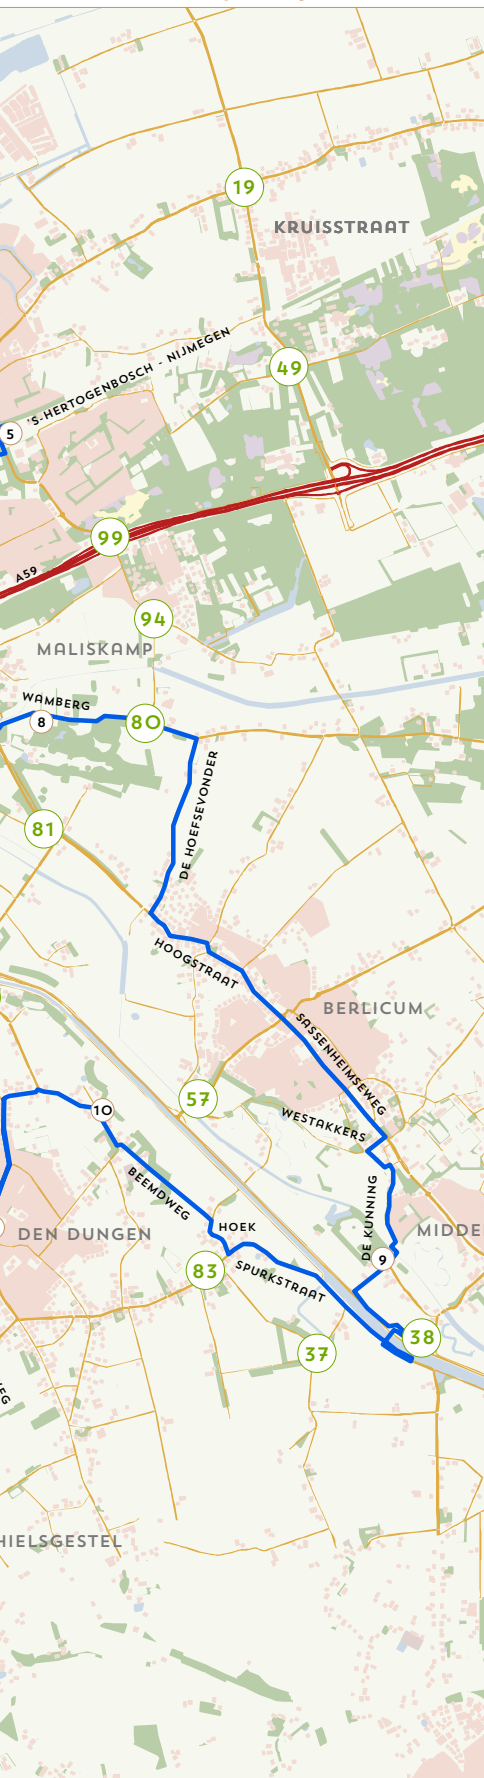 19
KRUISSTRAAT
'S-HERTOGENBOSCH - NIJMEGEN
49
5
99
A59
94
MALISKAMP
WAMBERG
8
80
DE HOEFSEVONDER
81
HOOGSTRAAT
BERLICUM
SASSENHEIMSEWEG
57
10
WESTAKKERS
BEEMDWEG
DE KUNNING
HOEK
DEN DUNGEN
MIDDE
9
83
SPURKSTRAAT
38
37
EG
HIELSGESTEL